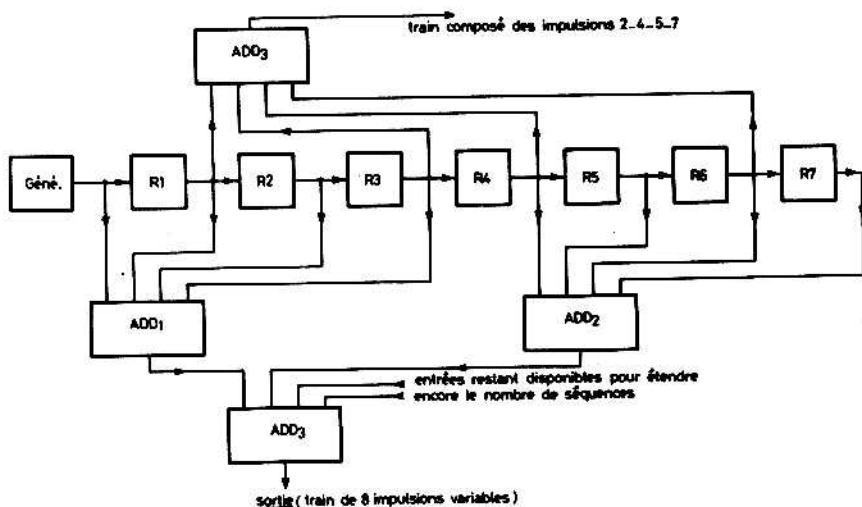 train composé des impulsions 2-4-5-7
ADD3
Géné.
R1
R2
R3
R4
R5
R6
R7
ADD1
ADD2
entrées restant disponibles pour étendre
encore le nombre de séquences
ADD3
sortie (train de 8 impulsions variables)